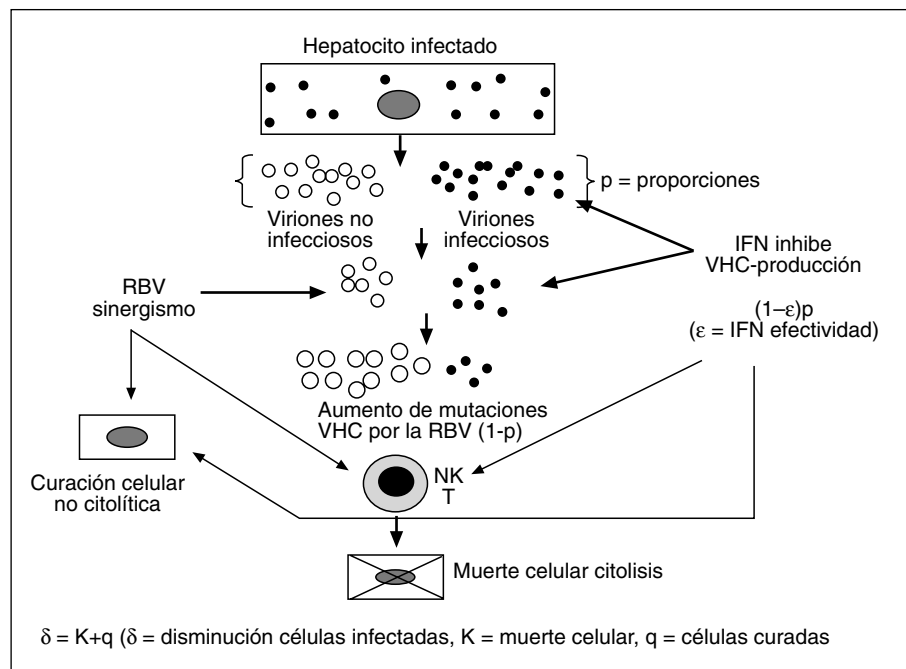 Hepatocito infectado
p = proporciones
Viriones no
infecciosos
Viriones
infecciosos
IFN inhibe
VHC-producción
RBV
sinergismo
(1–ε)p
(ε = IFN efectividad)
Aumento de mutaciones
VHC por la RBV (1-p)
NK
T
Curación celular
no citolítica
Muerte celular citolisis
δ = K+q (δ = disminución células infectadas, K = muerte celular, q = células curadas